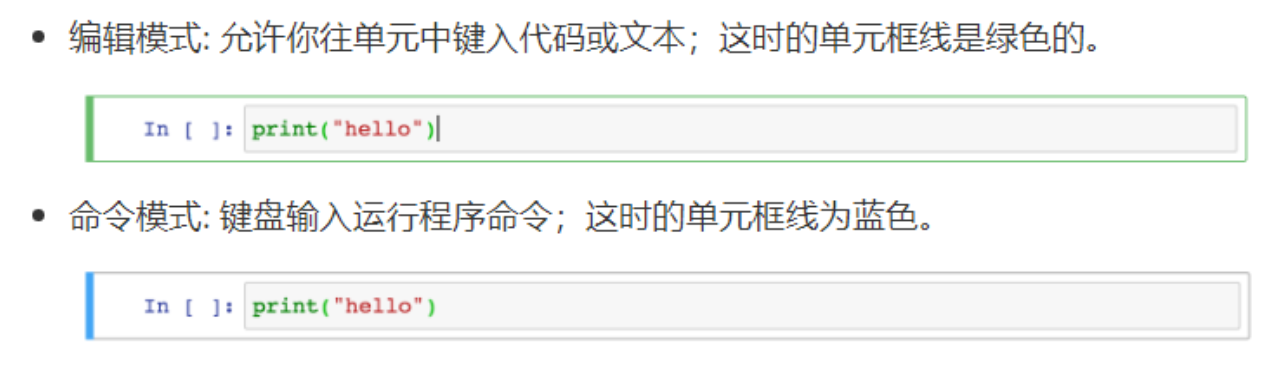 • 编辑模式: 允许你往单元中键入代码或文本；这时的单元框线是绿色的。
In [ ]: print("hello")
• 命令模式: 键盘输入运行程序命令；这时的单元框线为蓝色。
In [ ]: print("hello")